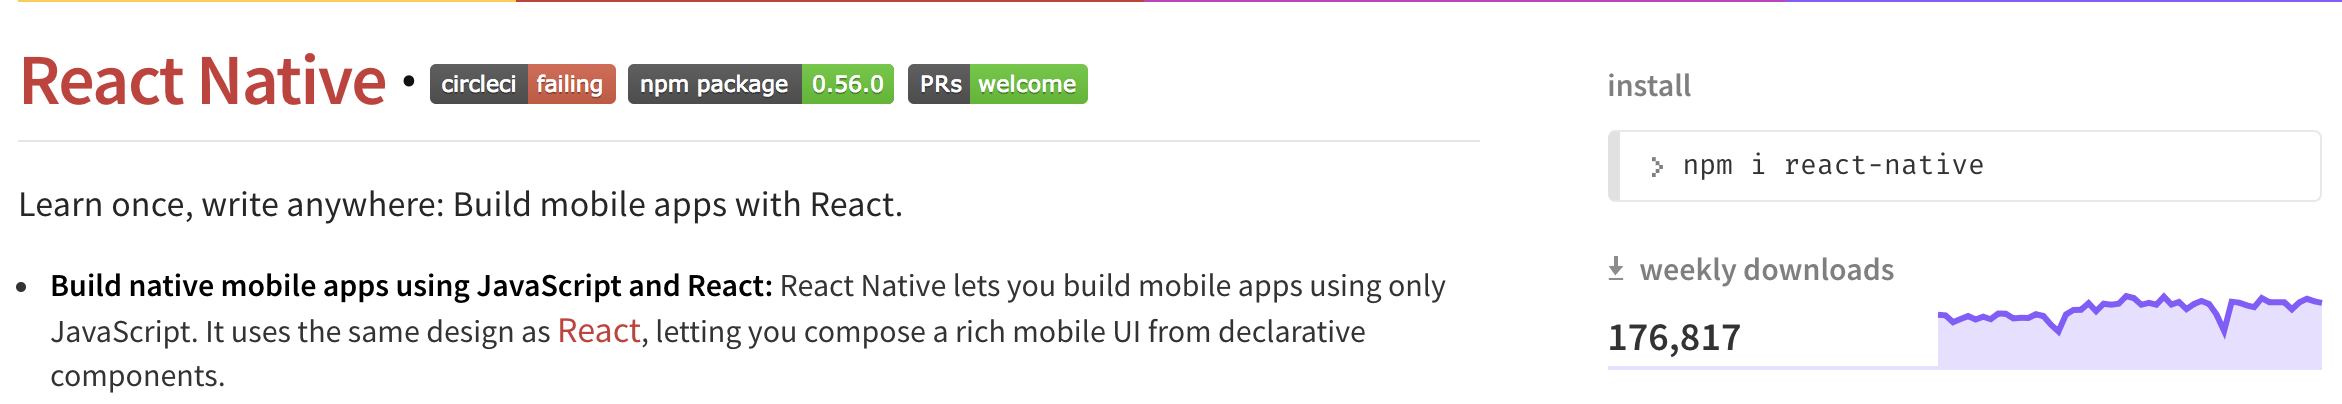 React Native • circleci failing npm package 0.56.0 PRs welcome
Learn once, write anywhere: Build mobile apps with React.
• Build native mobile apps using JavaScript and React: React Native lets you build mobile apps using only
JavaScript. It uses the same design as React, letting you compose a rich mobile UI from declarative
components.
install
> npm i react-native
weekly downloads
176,817